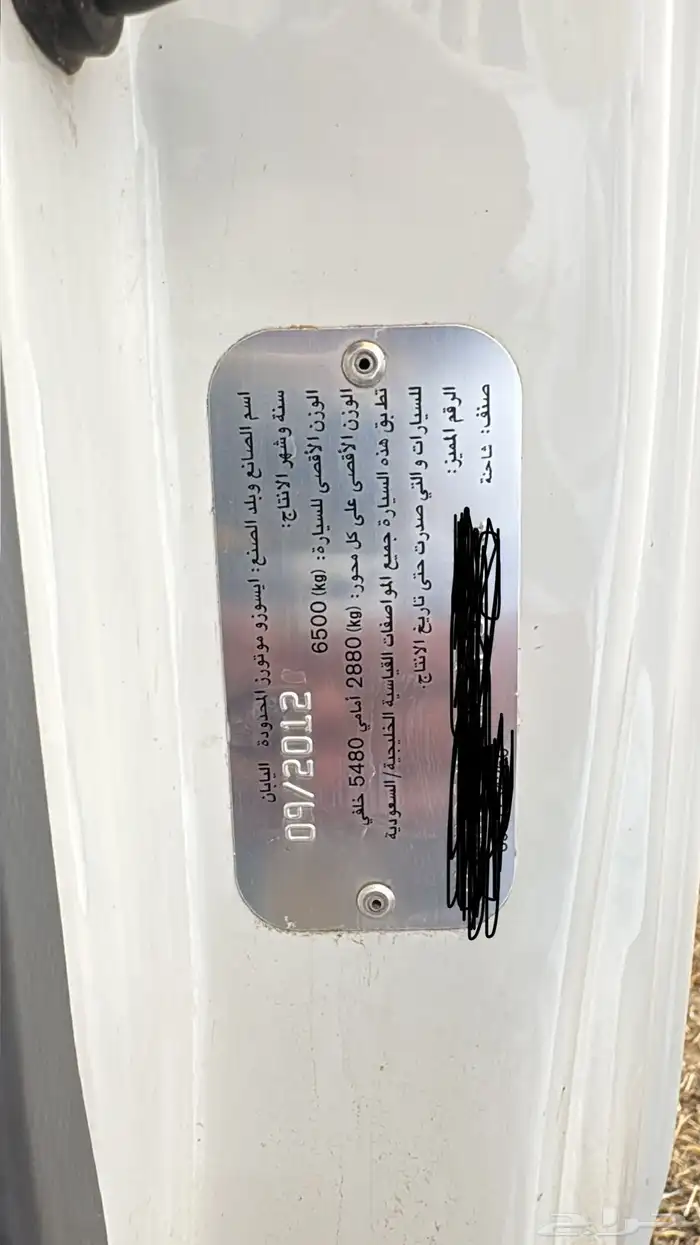 اسم الصانع وبلد الصنع: ايسوزو موتورز المحدودة اليابان
سنة وشهر الانتاج: 09/2012
الوزن الأقصى للسيارة: (kg) 6500
الوزن الأقصى على كل محور: (kg) 2880 أمامي 5480 خلفي
تطبق هذه السيارة جميع المواصفات القياسية الخليجية/السعودية
للسيارات والتي صدرت حتى تاريخ الانتاج.
الرقم المميز:
صنف: شاحنة
حراج